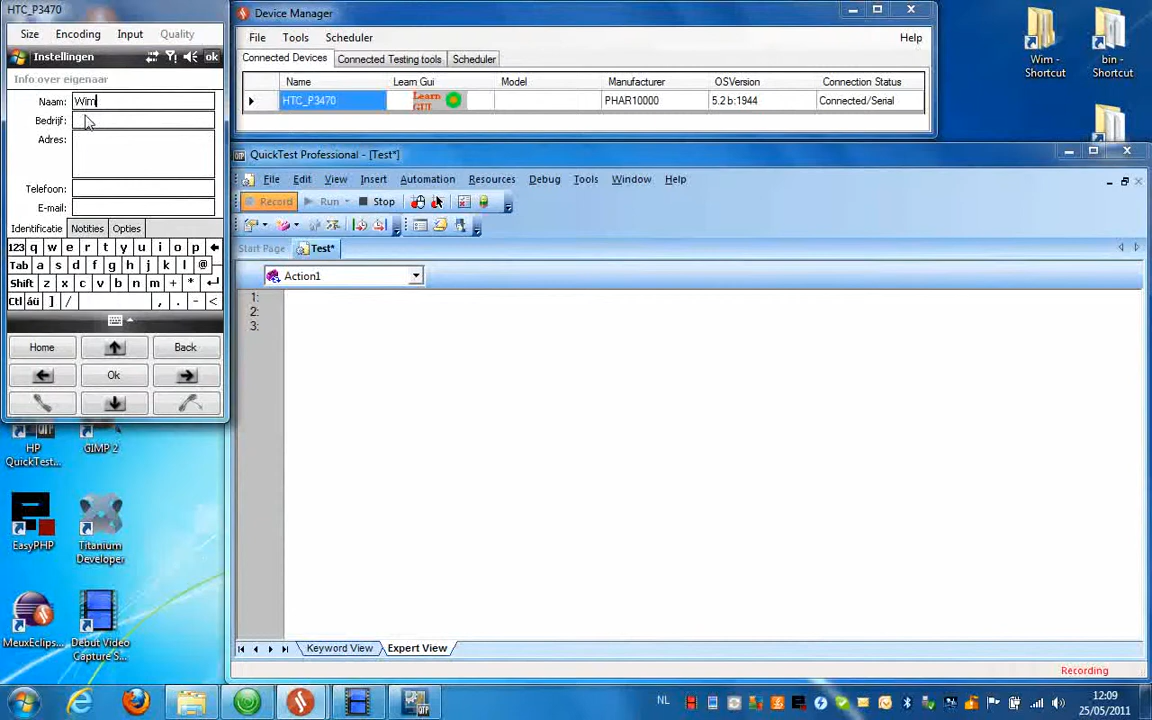 HTC_P3470
Size Encoding Input Quality
Instellingen ok
Info over eigenaar
Naam: Wim
Bedrijf:
Adres:
Telefoon:
E-mail:
Identificatie Notities Opties
123 q w e r t y u i o p
Tab a s d f g h j k l @
Shift z x c v b n m + *
Ctl áü ] / , . - <
Home Back
Ok
Device Manager
File Tools Scheduler Help
Connected Devices Connected Testing tools Scheduler
Name Learn Gui Model Manufacturer OSVersion Connection Status
HTC_P3470 Learn GUI PHAR10000 5.2 b:1944 Connected/Serial
QuickTest Professional - [Test*]
File Edit View Insert Automation Resources Debug Tools Window Help
Record Run Stop
Start Page Test*
Action1
1:
2:
3:
Keyword View Expert View
Recording
Wim -
Shortcut
bin -
Shortcut
HP
QuickTest...
GIMP 2
EasyPHP
Titanium
Developer
MeuxEclips...
Debut Video
Capture S...
NL
12:09
25/05/2011